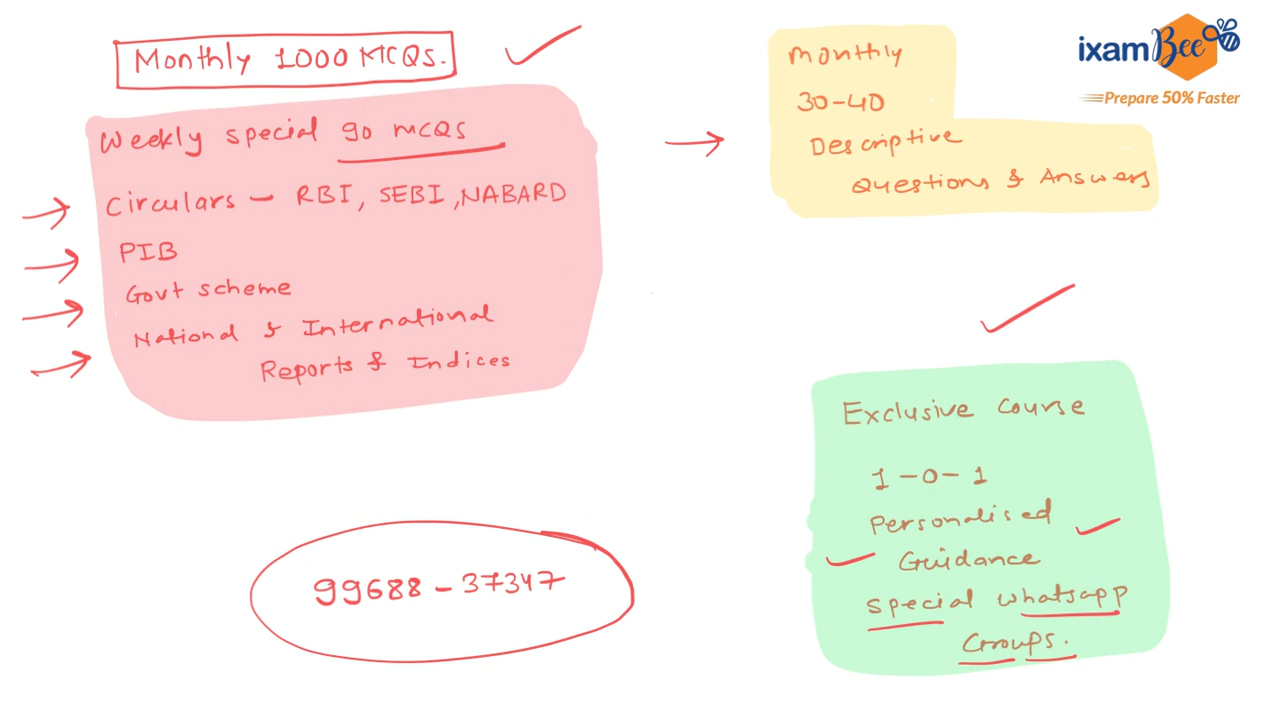 Monthly 1000 MCQs.
Weekly special 90 MCQS
Circulars - RBI, SEBI, NABARD
PIB
Govt scheme
National & International
Reports & Indices
monthly
30-40
Descriptive
Questions & Answers
ixamBee
Prepare 50% Faster
Exclusive course
1-0-1
Personalised
Guidance
special whatsapp
Groups.
99688-37347